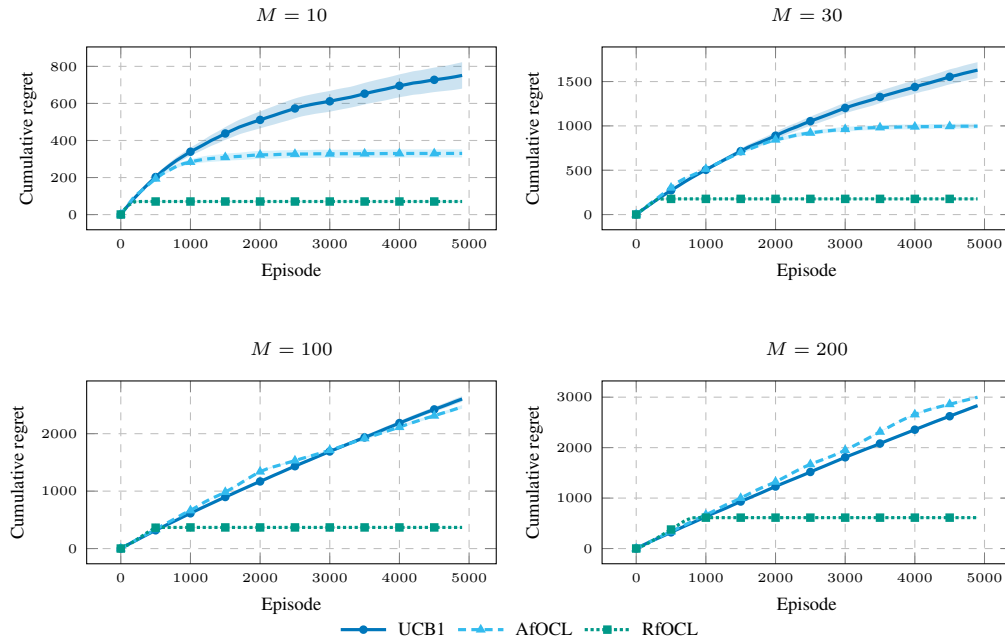 M = 10
M = 30
Cumulative regret
800
600
400
200
0
0 1000 2000 3000 4000 5000
Episode
Cumulative regret
1500
1000
500
0
0 1000 2000 3000 4000 5000
Episode
M = 100
M = 200
Cumulative regret
2000
1000
0
0 1000 2000 3000 4000 5000
Episode
Cumulative regret
3000
2000
1000
0
0 1000 2000 3000 4000 5000
Episode
UCB1 AfOCL RfOCL